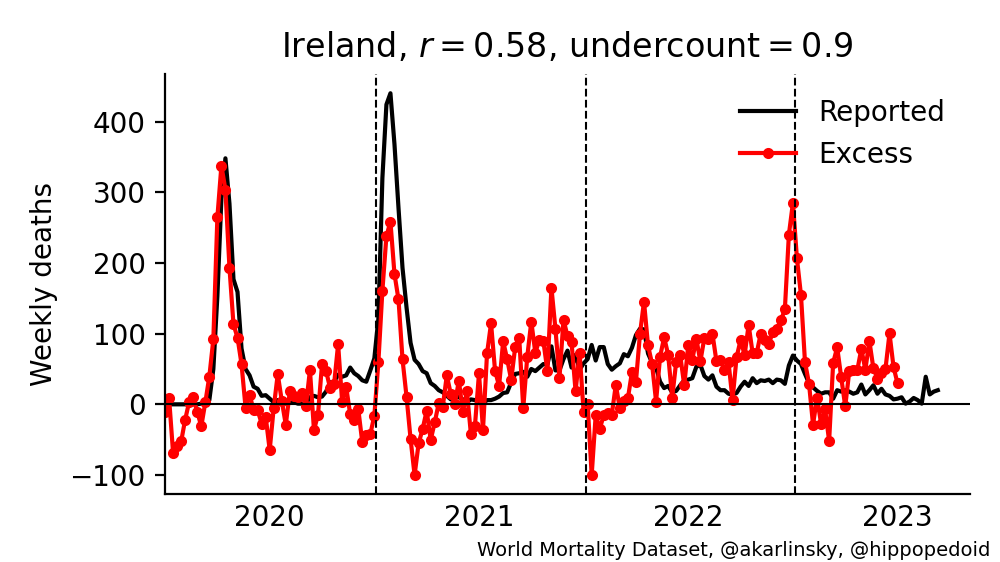 Ireland, r = 0.58, undercount = 0.9
Weekly deaths
400
300
200
100
0
−100
Reported
Excess
2020 2021 2022 2023
World Mortality Dataset, @akarlinsky, @hippopedoid